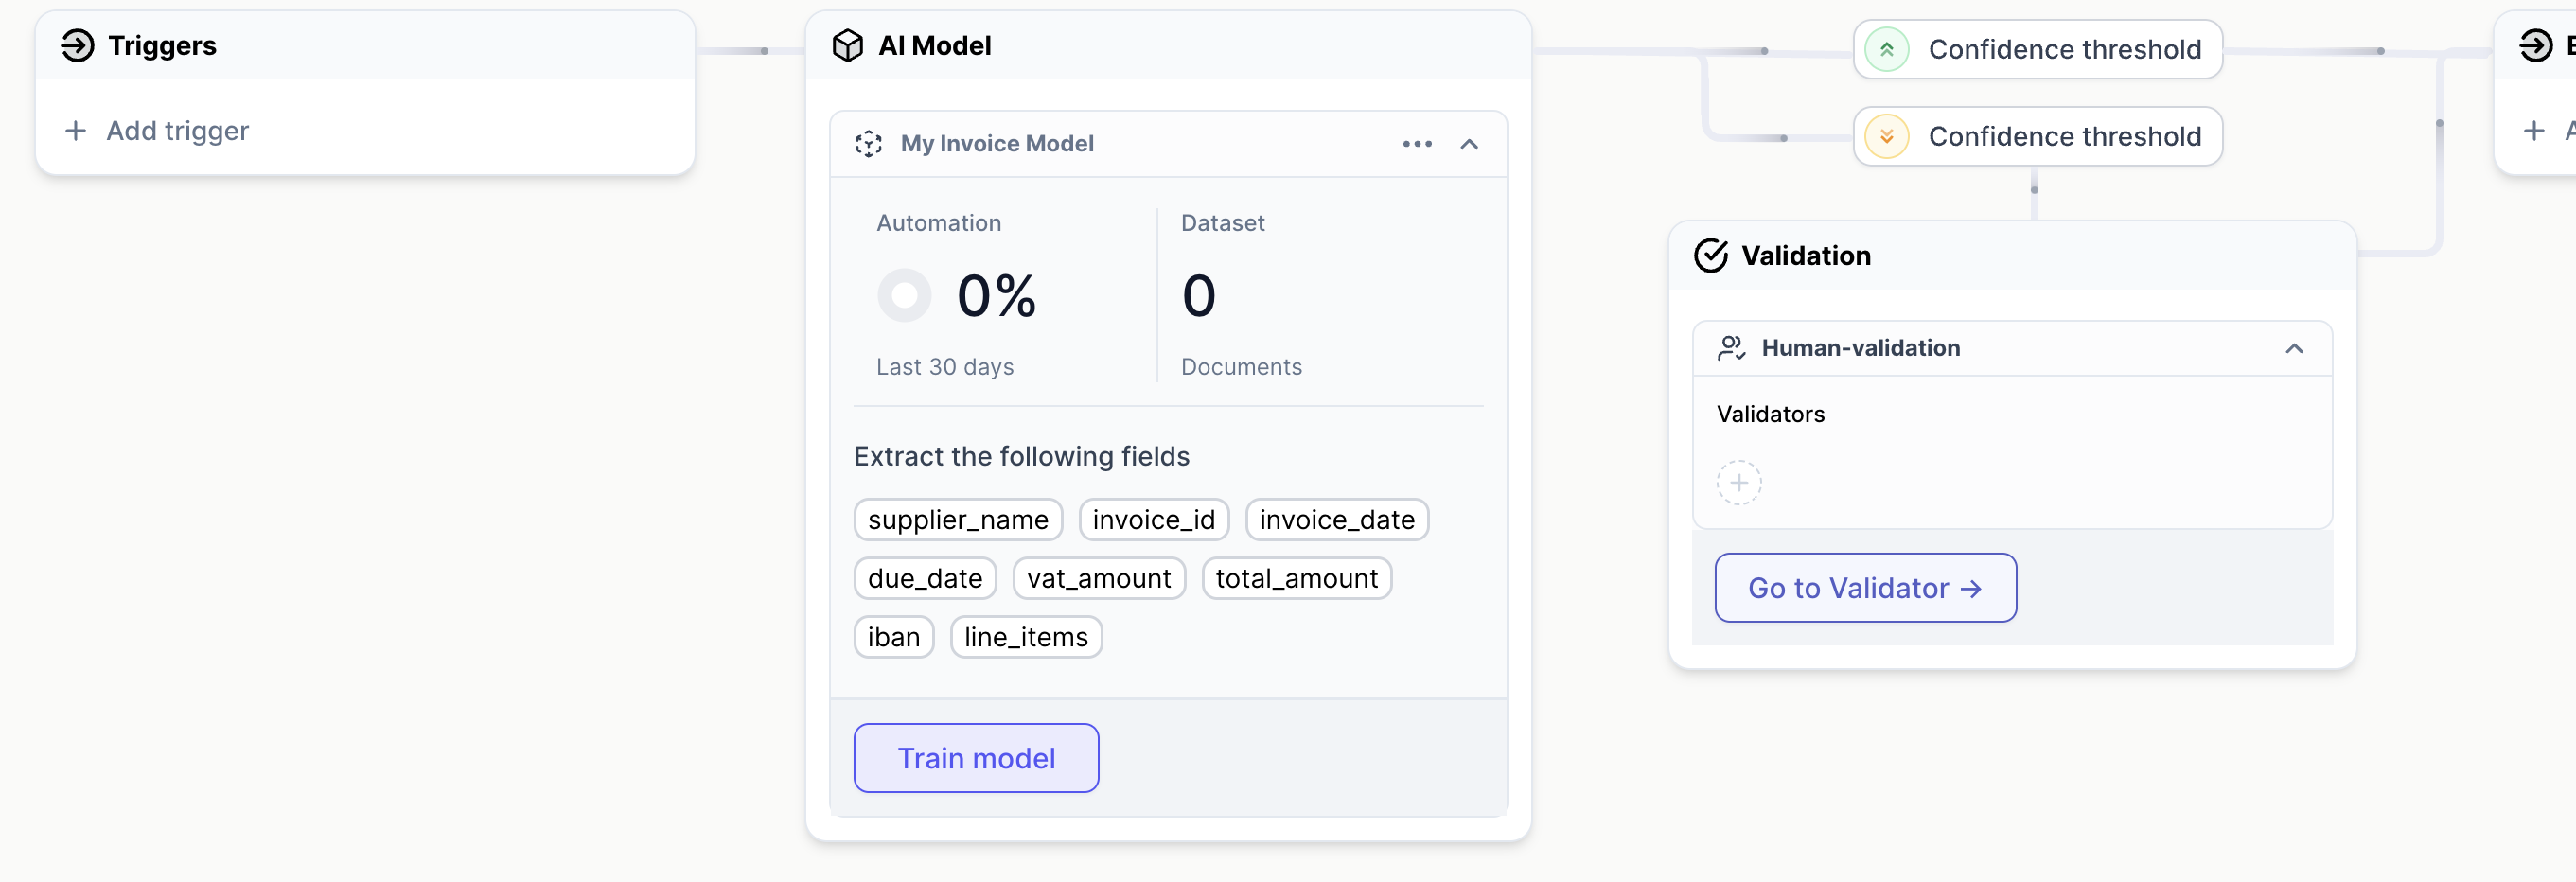 Triggers
Add trigger
AI Model
My Invoice Model
Automation
0%
Last 30 days
Dataset
0
Documents
Extract the following fields
supplier_name invoice_id invoice_date
due_date vat_amount total_amount
iban line_items
Train model
Confidence threshold
Confidence threshold
Validation
Human-validation
Validators
Go to Validator →